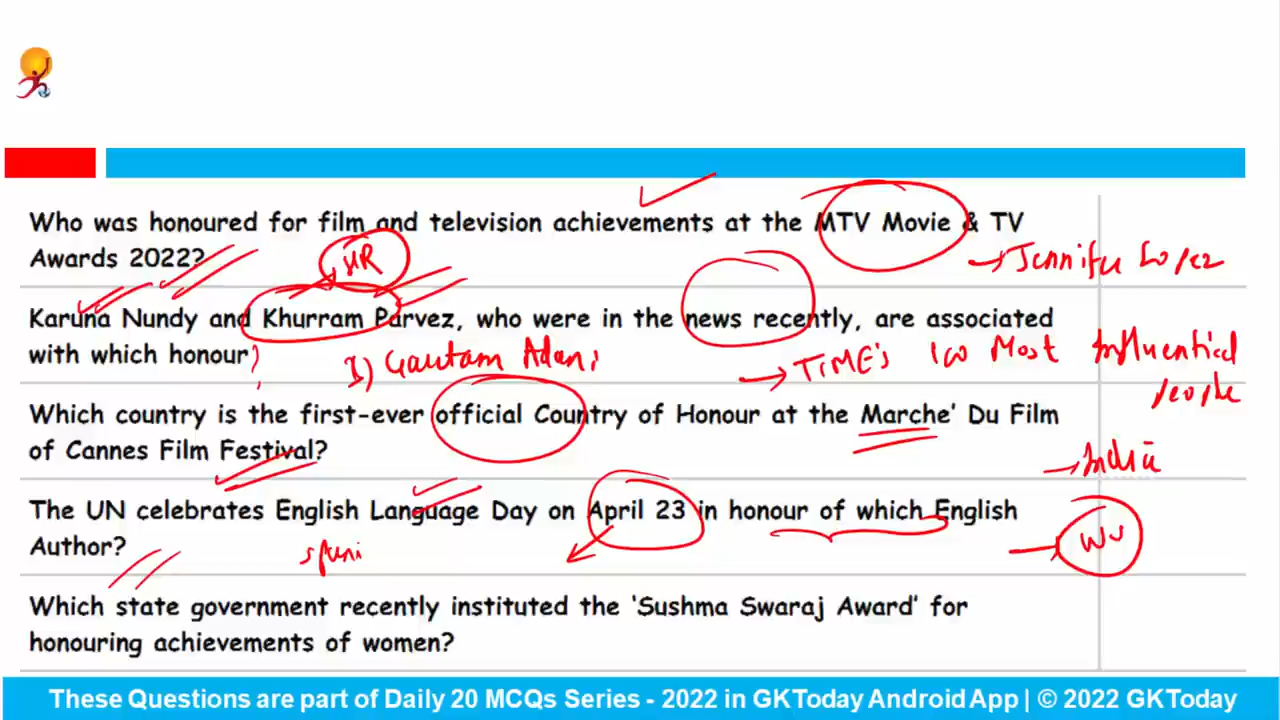 Who was honoured for film and television achievements at the MTV Movie & TV
Awards 2022?
HR
→ Jennifer Lopez
Karuna Nundy and Khurram Parvez, who were in the news recently, are associated
with which honour?
3) Gautam Adani
→ TIME's 100 Most Influential
people
Which country is the first-ever official Country of Honour at the Marche' Du Film
of Cannes Film Festival?
→ India
The UN celebrates English Language Day on April 23 in honour of which English
Author?
WS
Which state government recently instituted the 'Sushma Swaraj Award' for
honouring achievements of women?
These Questions are part of Daily 20 MCQs Series - 2022 in GKToday Android App | © 2022 GKToday